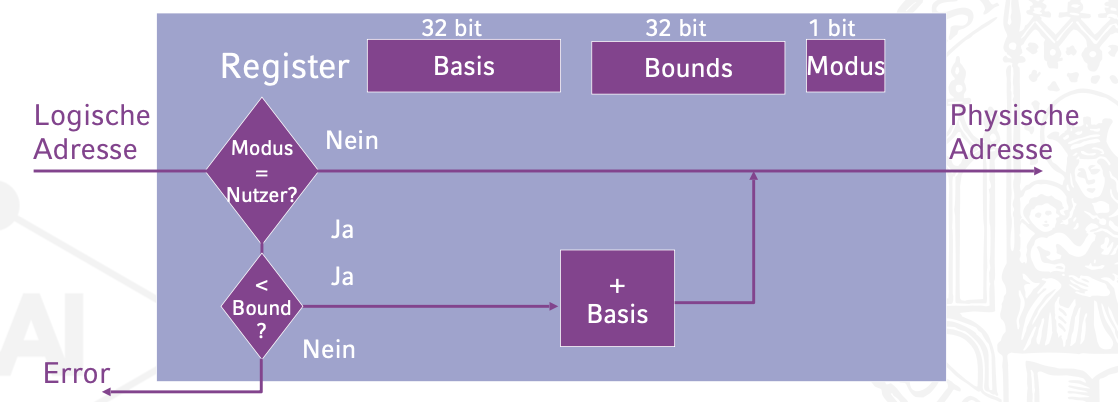 32 bit
32 bit
1 bit
Register
Basis
Bounds
Modus
Logische
Adresse
Modus
=
Nutzer?
Nein
Physische
Adresse
Ja
<
Bound
?
Ja
+
Basis
Nein
Error
AI